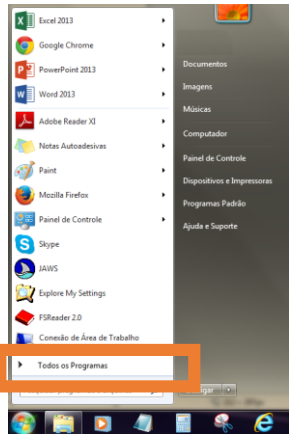 Excel 2013
Google Chrome
PowerPoint 2013
Word 2013
Adobe Reader XI
Notas Autoadesivas
Paint
Mozilla Firefox
Painel de Controle
Skype
JAWS
Explore My Settings
FSReader 2.0
Conexão de Área de Trabalho
Todos os Programas
Documentos
Imagens
Músicas
Computador
Painel de Controle
Dispositivos e Impressoras
Programas Padrão
Ajuda e Suporte